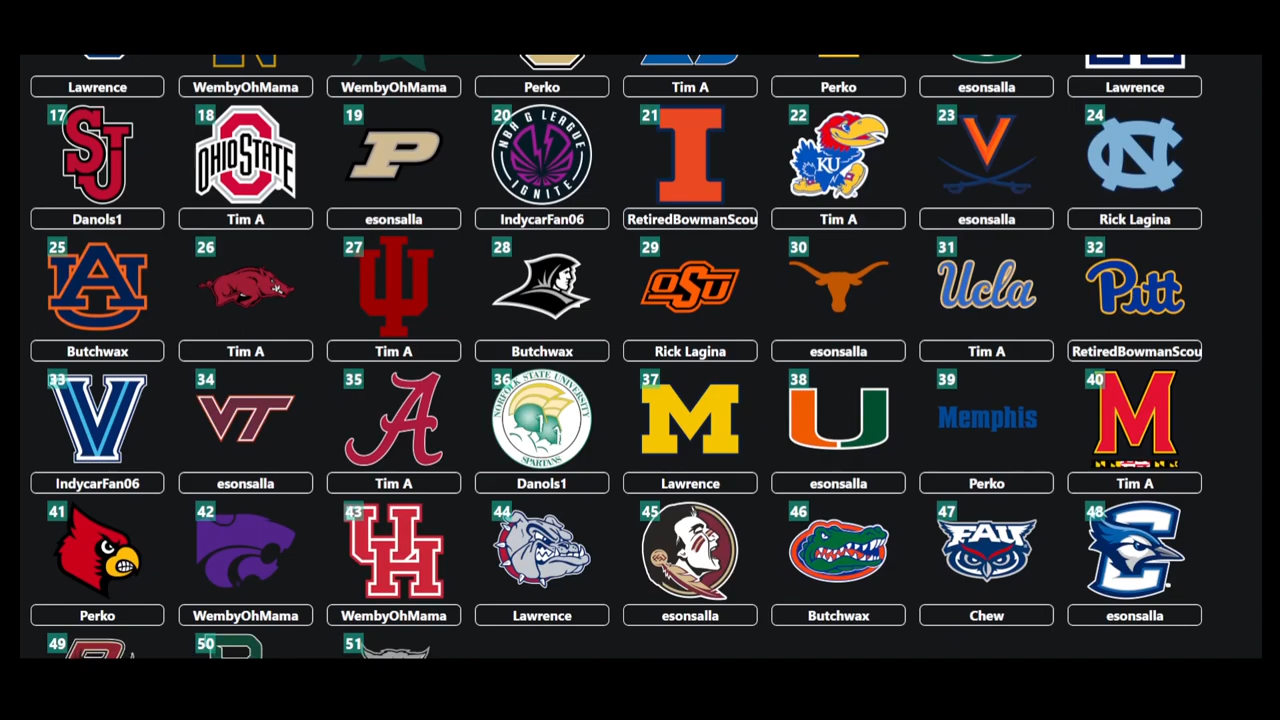 Lawrence WembyOhMama WembyOhMama Perko Tim A Perko esonsalla Lawrence
17 18 19 20 21 22 23 24
SJ OHIO STATE P NBA G LEAGUE IGNITE I KU V NC
Danols1 Tim A esonsalla IndycarFan06 RetiredBowmanScou Tim A esonsalla Rick Lagina
25 26 27 28 29 30 31 32
AU IU OSU Ucla Pitt
Butchwax Tim A Tim A Butchwax Rick Lagina esonsalla Tim A RetiredBowmanScou
33 34 35 36 37 38 39 40
V VT A NORFOLK STATE UNIVERSITY SPARTANS M U Memphis M
IndycarFan06 esonsalla Tim A Danols1 Lawrence esonsalla Perko Tim A
41 42 43 44 45 46 47 48
UH FAU C
Perko WembyOhMama WembyOhMama Lawrence esonsalla Butchwax Chew esonsalla
49 50 51